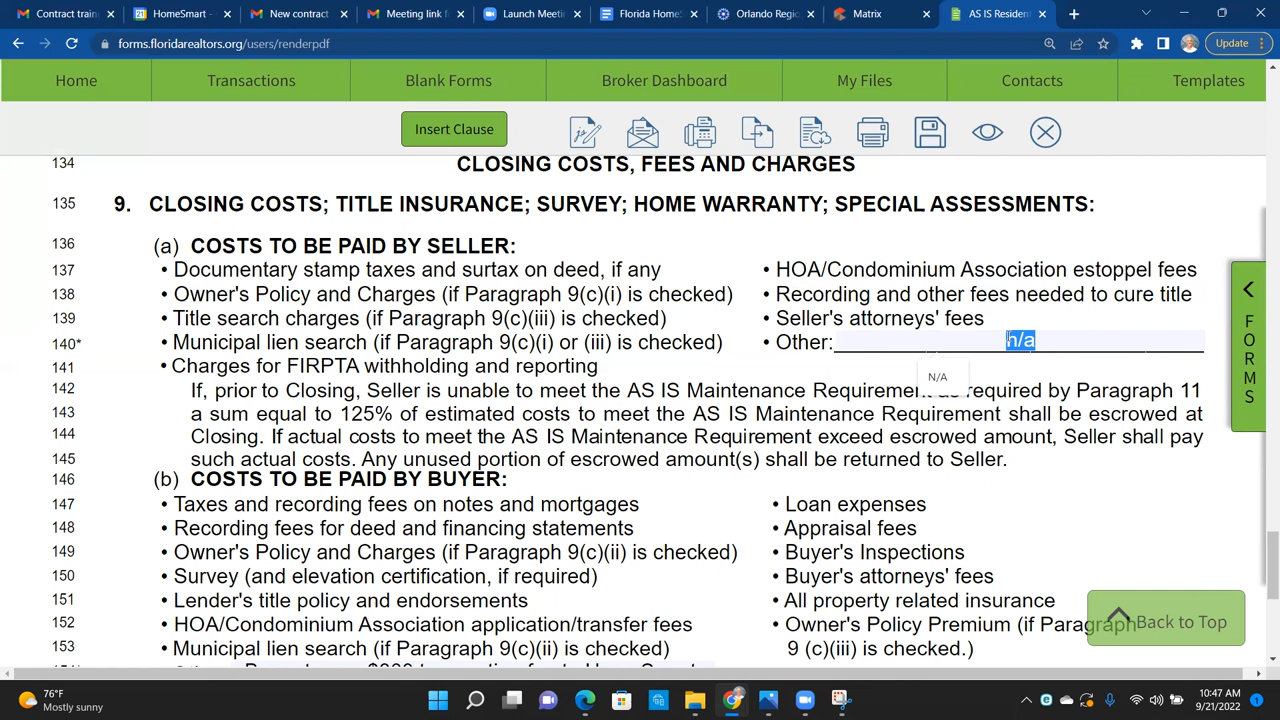 Contract train
HomeSmart -
New contract
Meeting link f
Launch Meeti
Florida HomeS
Orlando Regi
Matrix
AS IS Residen
forms.floridarealtors.org/users/renderpdf
Update
Home
Transactions
Blank Forms
Broker Dashboard
My Files
Contacts
Templates
Insert Clause
134 CLOSING COSTS, FEES AND CHARGES
135 9. CLOSING COSTS; TITLE INSURANCE; SURVEY; HOME WARRANTY; SPECIAL ASSESSMENTS:
136 (a) COSTS TO BE PAID BY SELLER:
137 • Documentary stamp taxes and surtax on deed, if any • HOA/Condominium Association estoppel fees
138 • Owner's Policy and Charges (if Paragraph 9(c)(i) is checked) • Recording and other fees needed to cure title
139 • Title search charges (if Paragraph 9(c)(iii) is checked) • Seller's attorneys' fees
140* • Municipal lien search (if Paragraph 9(c)(i) or (iii) is checked) • Other: n/a
N/A
141 • Charges for FIRPTA withholding and reporting
142 If, prior to Closing, Seller is unable to meet the AS IS Maintenance Requirement as required by Paragraph 11
143 a sum equal to 125% of estimated costs to meet the AS IS Maintenance Requirement shall be escrowed at
144 Closing. If actual costs to meet the AS IS Maintenance Requirement exceed escrowed amount, Seller shall pay
145 such actual costs. Any unused portion of escrowed amount(s) shall be returned to Seller.
146 (b) COSTS TO BE PAID BY BUYER:
147 • Taxes and recording fees on notes and mortgages • Loan expenses
148 • Recording fees for deed and financing statements • Appraisal fees
149 • Owner's Policy and Charges (if Paragraph 9(c)(ii) is checked) • Buyer's Inspections
150 • Survey (and elevation certification, if required) • Buyer's attorneys' fees
151 • Lender's title policy and endorsements • All property related insurance
152 • HOA/Condominium Association application/transfer fees • Owner's Policy Premium (if Paragraph
153 • Municipal lien search (if Paragraph 9(c)(ii) is checked) 9 (c)(iii) is checked.)
FORMS
Back to Top
76°F
Mostly sunny
10:47 AM
9/21/2022